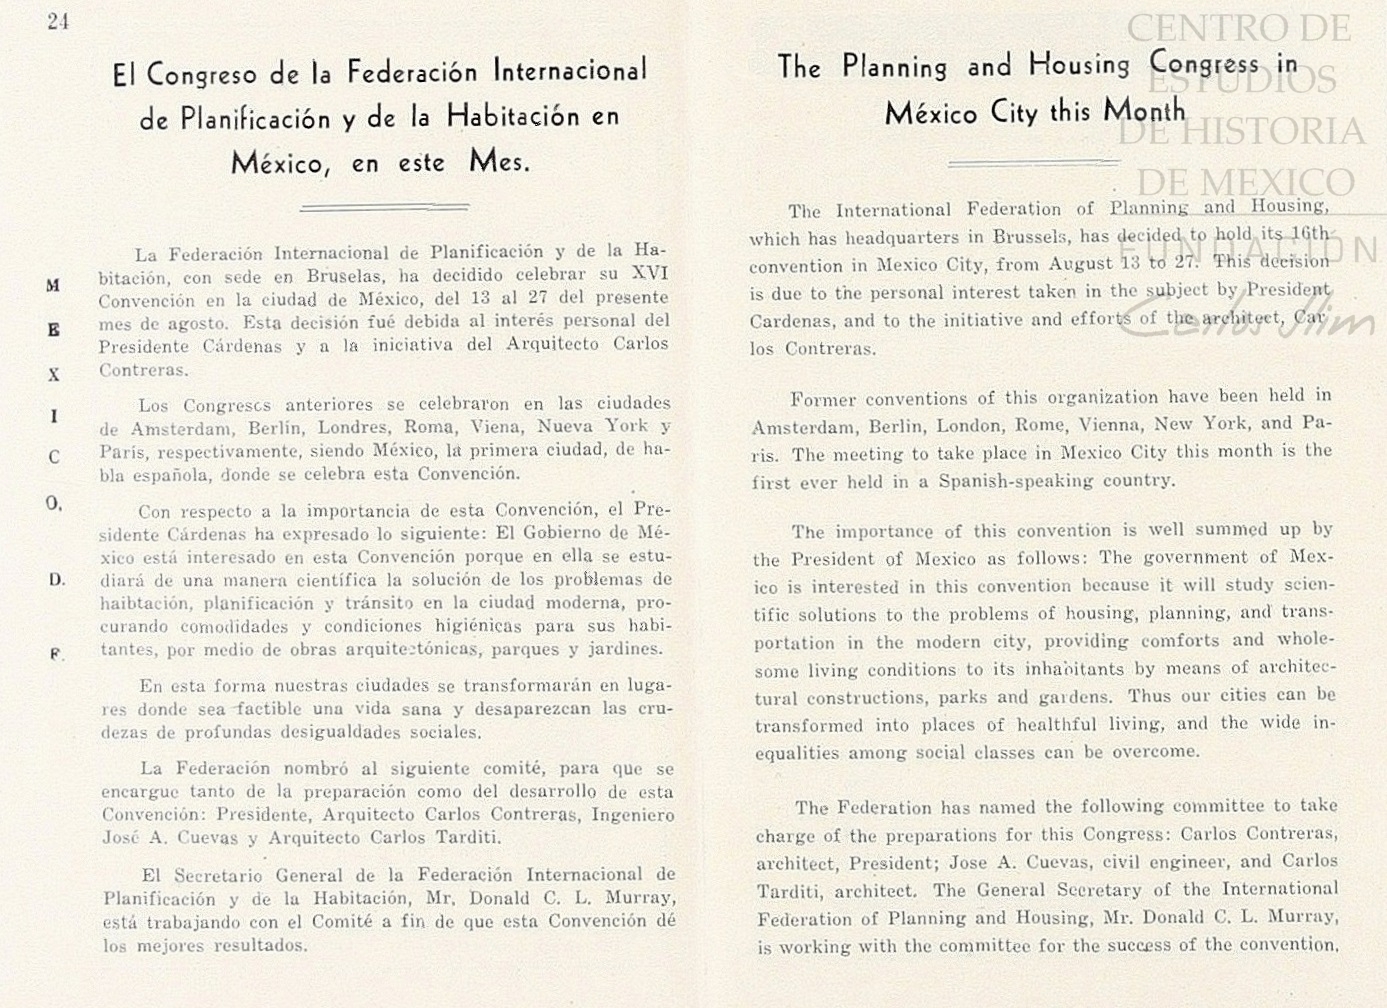 24
El Congreso de la Federación Internacional
de Planificación y de la Habitación en
México, en este Mes.
La Federación Internacional de Planificación y de la Ha-
bitación, con sede en Bruselas, ha decidido celebrar su XVI
Convención en la ciudad de México, del 13 al 27 del presente
mes de agosto. Esta decisión fué debida al interés personal del
Presidente Cárdenas y a la iniciativa del Arquitecto Carlos
Contreras.
Los Congresos anteriores se celebraron en las ciudades
de Amsterdam, Berlín, Londres, Roma, Viena, Nueva York y
París, respectivamente, siendo México, la primera ciudad, de ha-
bla española, donde se celebra esta Convención.
Con respecto a la importancia de esta Convención, el Pre-
sidente Cárdenas ha expresado lo siguiente: El Gobierno de Mé-
xico está interesado en esta Convención porque en ella se estu-
diará de una manera científica la solución de los problemas de
haibtación, planificación y tránsito en la ciudad moderna, pro-
curando comodidades y condiciones higiénicas para sus habi-
tantes, por medio de obras arquitectónicas, parques y jardines.
En esta forma nuestras ciudades se transformarán en luga-
res donde sea factible una vida sana y desaparezcan las cru-
dezas de profundas desigualdades sociales.
La Federación nombró al siguiente comité, para que se
encargue tanto de la preparación como del desarrollo de esta
Convención: Presidente, Arquitecto Carlos Contreras, Ingeniero
José A. Cuevas y Arquitecto Carlos Tarditi.
El Secretario General de la Federación Internacional de
Planificación y de la Habitación, Mr. Donald C. L. Murray,
está trabajando con el Comité a fin de que esta Convención dé
los mejores resultados.
M
E
X
I
C
O,
D.
F.
The Planning and Housing Congress in
México City this Month
The International Federation of Planning and Housing,
which has headquarters in Brussels, has decided to hold its 16th
convention in Mexico City, from August 13 to 27. This decision
is due to the personal interest taken in the subject by President
Cardenas, and to the initiative and efforts of the architect, Car
los Contreras.
Former conventions of this organization have been held in
Amsterdam, Berlin, London, Rome, Vienna, New York, and Pa-
ris. The meeting to take place in Mexico City this month is the
first ever held in a Spanish-speaking country.
The importance of this convention is well summed up by
the President of Mexico as follows: The government of Mex-
ico is interested in this convention because it will study scien-
tific solutions to the problems of housing, planning, and trans-
portation in the modern city, providing comforts and whole-
some living conditions to its inhabitants by means of architec-
tural constructions, parks and gardens. Thus our cities can be
transformed into places of healthful living, and the wide in-
equalities among social classes can be overcome.
The Federation has named the following committee to take
charge of the preparations for this Congress: Carlos Contreras,
architect, President; Jose A. Cuevas, civil engineer, and Carlos
Tarditi, architect. The General Secretary of the International
Federation of Planning and Housing, Mr. Donald C. L. Murray,
is working with the committee for the success of the convention,
CENTRO DE
ESTUDIOS
DE HISTORIA
DE MEXICO
FUNDACIÓN
Carlos Slim